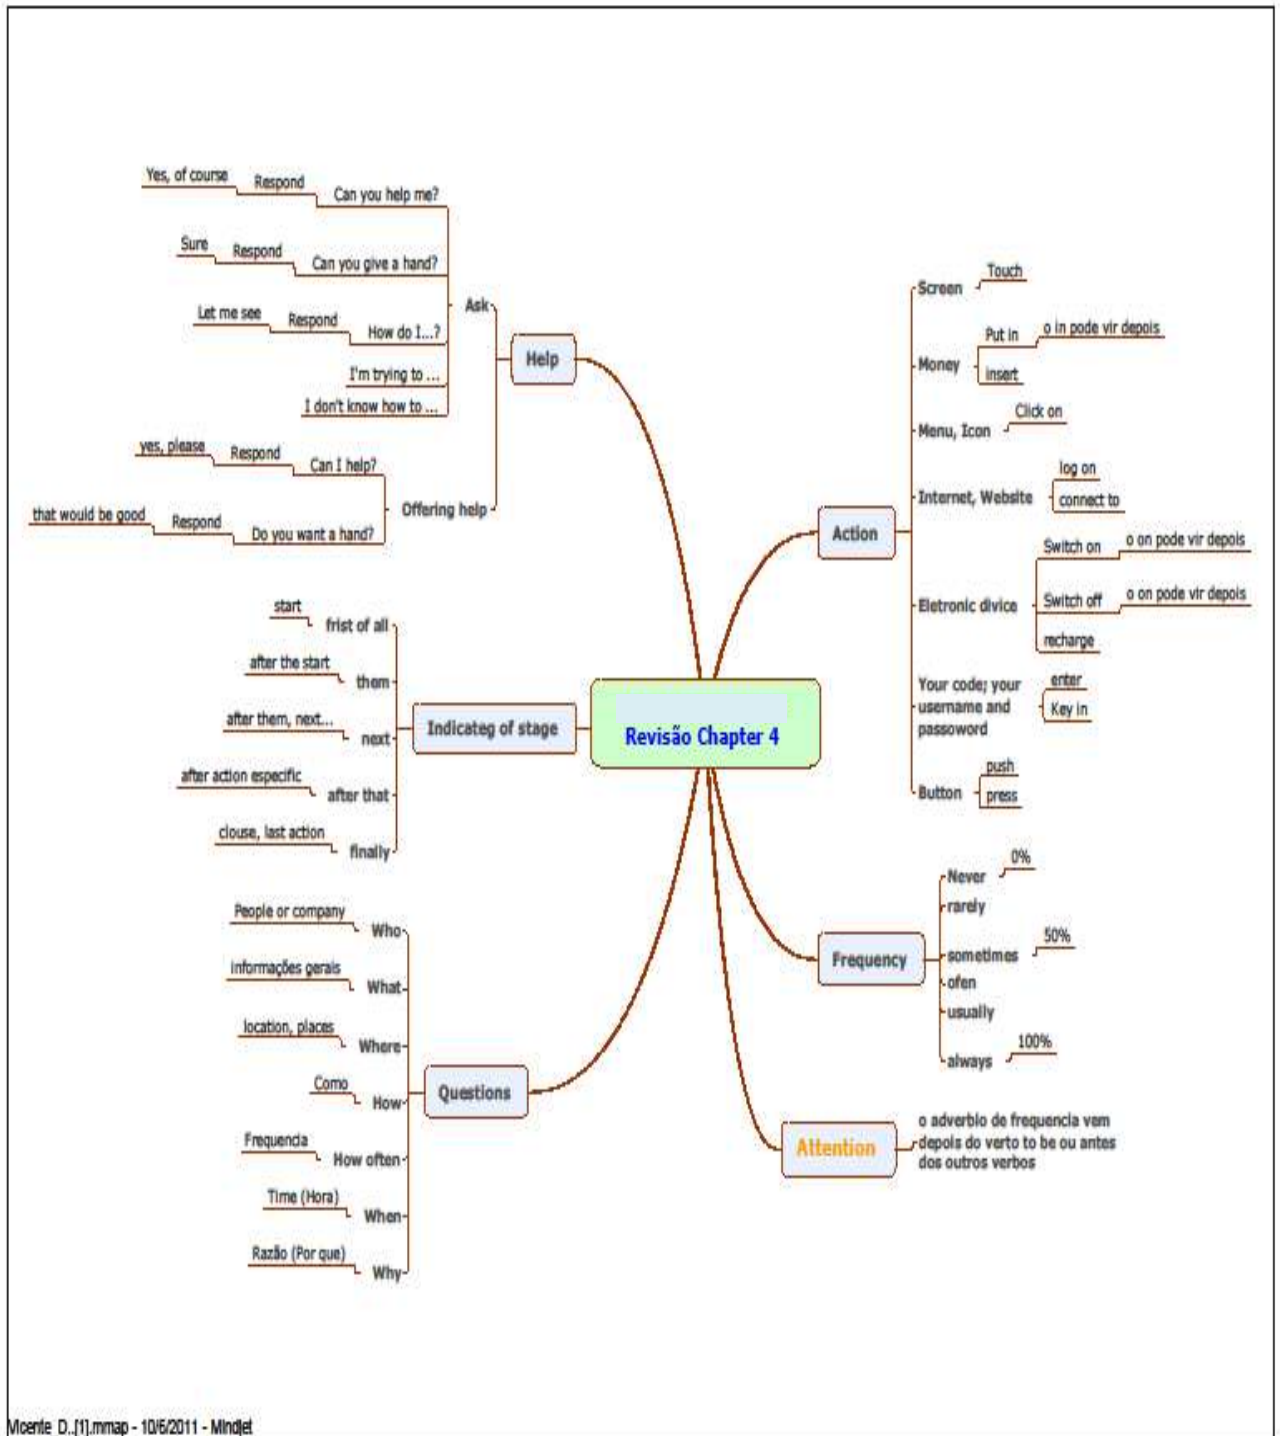 Revisão Chapter 4
Help
Ask
Can you help me?
Respond
Yes, of course
Can you give a hand?
Respond
Sure
How do I...?
Respond
Let me see
I'm trying to ...
I don't know how to ...
Offering help
Can I help?
Respond
yes, please
Do you want a hand?
Respond
that would be good
Indicateg of stage
frist of all
start
them
after the start
next
after them, next...
after that
after action especific
finally
clouse, last action
Questions
Who
People or company
What
Informações gerais
Where
location, places
How
Como
How often
Frequencia
When
Time (Hora)
Why
Razão (Por que)
Action
Screen
Touch
Money
Put in
o in pode vir depois
insert
Menu, Icon
Click on
Internet, Website
log on
connect to
Eletronic divice
Switch on
o on pode vir depois
Switch off
o on pode vir depois
recharge
Your code; your
username and
passoword
enter
Key in
Button
push
press
Frequency
Never
0%
rarely
sometimes
50%
ofen
usually
always
100%
Attention
o adverbio de frequencia vem
depois do verto to be ou antes
dos outros verbos
Vicente D..[1].mmap - 10/6/2011 - Mindjet